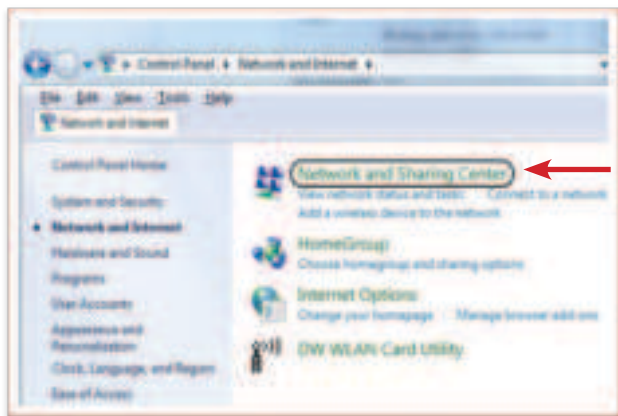 Control Panel ▸ Network and Internet ▸
File Edit View Tools Help
Network and Internet
Control Panel Home
System and Security
Network and Internet
Hardware and Sound
Programs
User Accounts
Appearance and
Personalization
Clock, Language, and Region
Ease of Access
Network and Sharing Center
View network status and tasks Connect to a network
Add a wireless device to the network
HomeGroup
Choose homegroup and sharing options
Internet Options
Change your homepage Manage browser add-ons
DW WLAN Card Utility